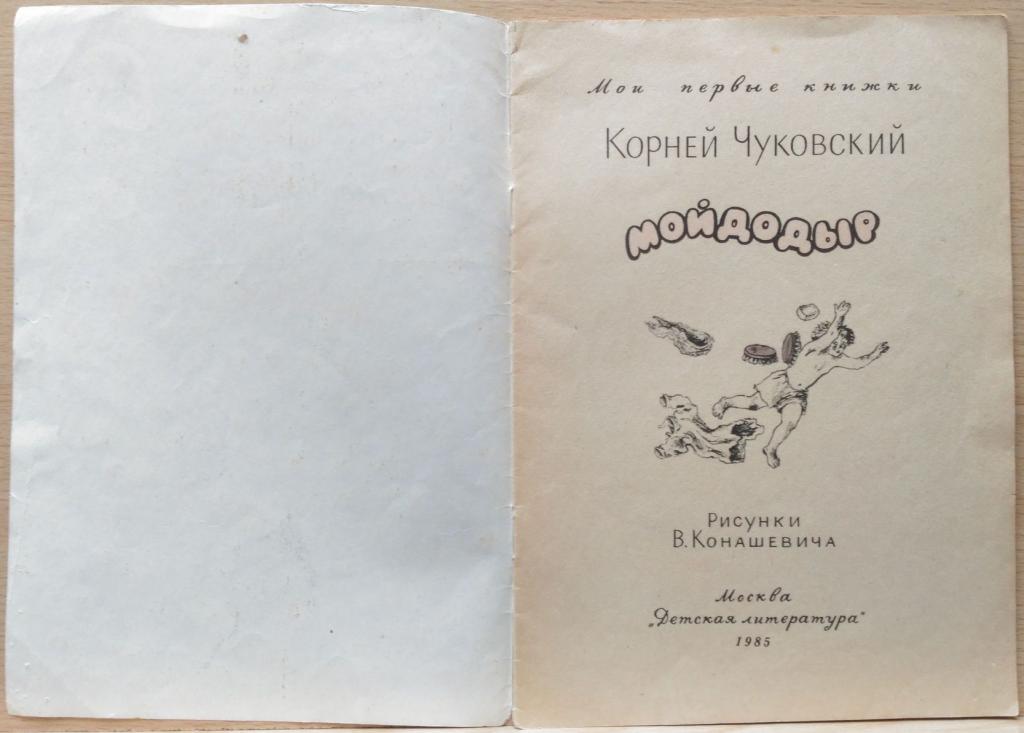 Мои первые книжки
Корней Чуковский
Мойдодыр
Рисунки
В. Конашевича
Москва
„Детская литература"
1985